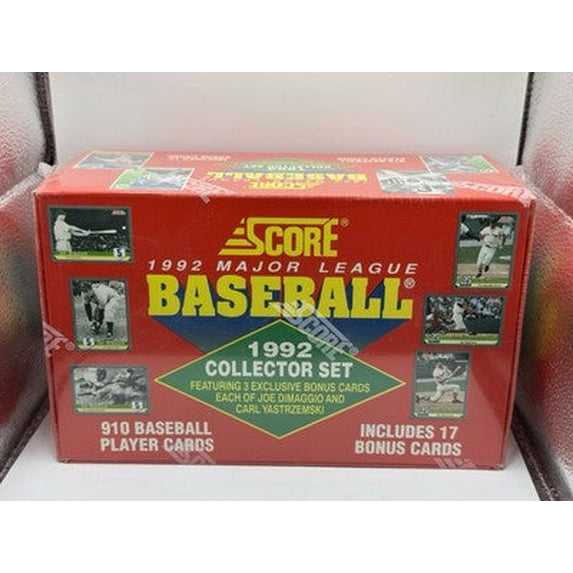 SCORE®
1992 MAJOR LEAGUE
BASEBALL®
1992
COLLECTOR SET
FEATURING 3 EXCLUSIVE BONUS CARDS
EACH OF JOE DiMAGGIO AND
CARL YASTRZEMSKI
910 BASEBALL
PLAYER CARDS
INCLUDES 17
BONUS CARDS